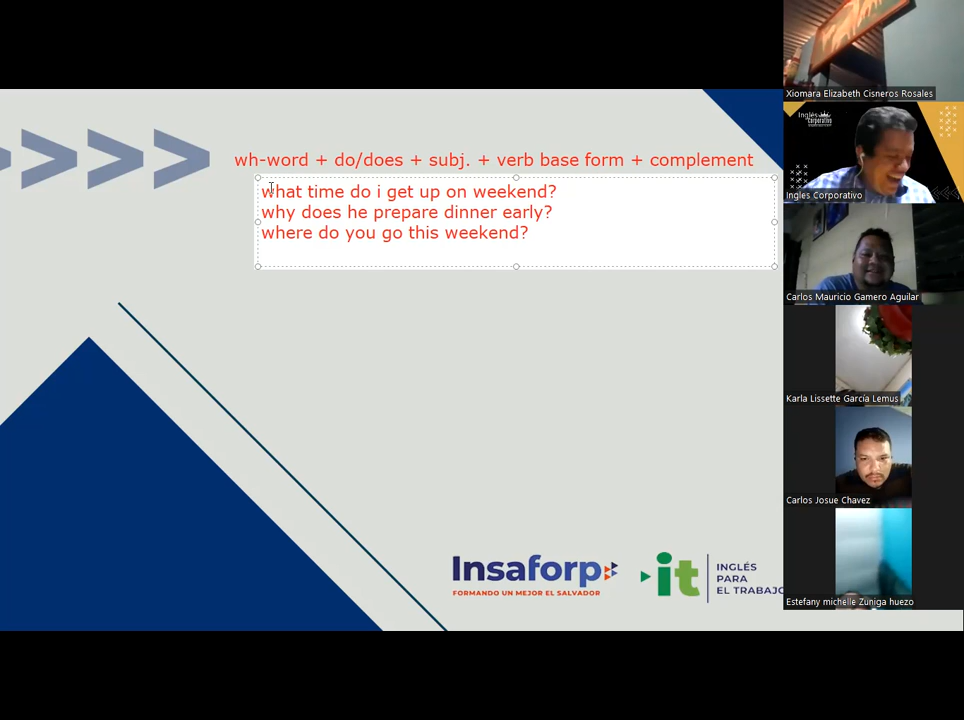 wh-word + do/does + subj. + verb base form + complement
what time do i get up on weekend?
why does he prepare dinner early?
where do you go this weekend?
Insaforp
FORMANDO UN MEJOR EL SALVADOR
it
INGLÉS
PARA
EL TRABAJO
Xiomara Elizabeth Cisneros Rosales
Inglés
corporativo
Ingles Corporativo
Carlos Mauricio Gamero Aguilar
Karla Lissette García Lemus
Carlos Josue Chavez
Estefany michelle Zuniga huezo